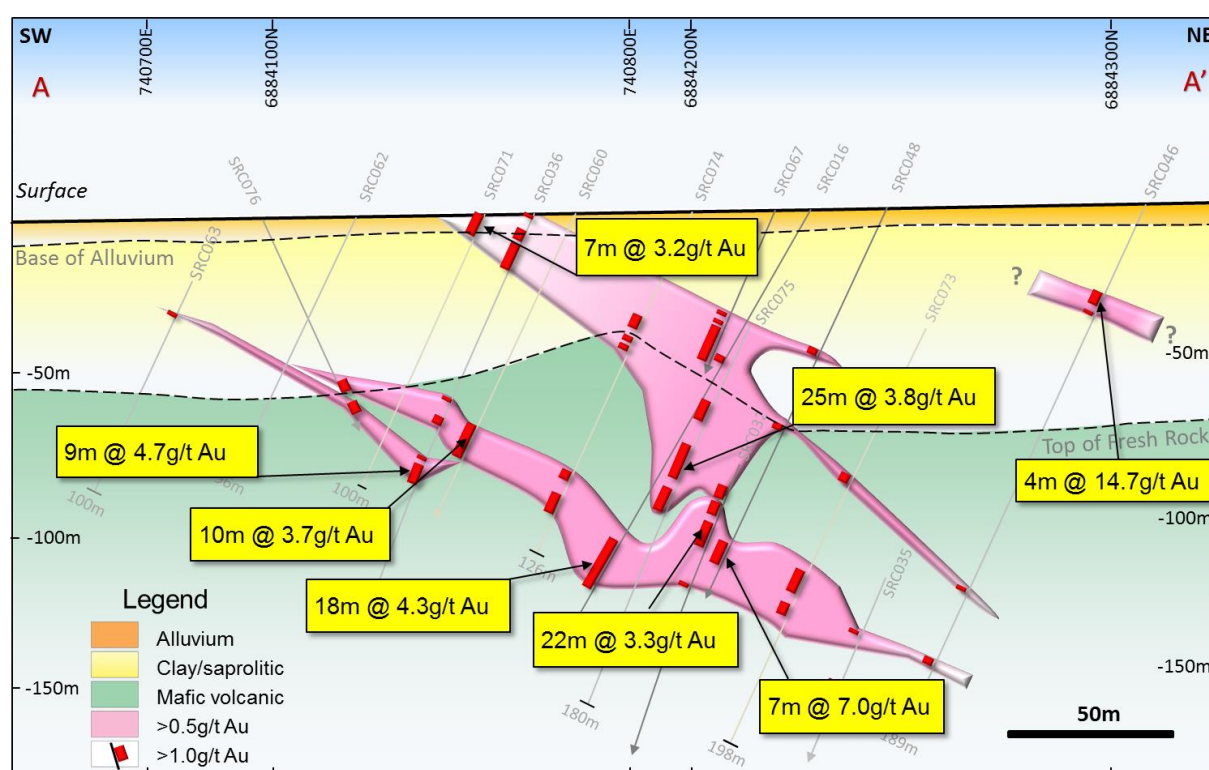 SW
NE
A
A'
740700E
6884100N
740800E
6884200N
6884300N
Surface
SRC076
SRC062
SRC071
SRC036
SRC060
SRC074
SRC067
SRC016
SRC048
SRC046
SRC063
Base of Alluvium
7m @ 3.2g/t Au
SRC075
SRC073
?
?
-50m
-50m
25m @ 3.8g/t Au
Top of Fresh Rock
9m @ 4.7g/t Au
4m @ 14.7g/t Au
100m
100m
10m @ 3.7g/t Au
-100m
-100m
126m
18m @ 4.3g/t Au
SRC035
22m @ 3.3g/t Au
7m @ 7.0g/t Au
-150m
-150m
180m
198m
189m
50m
Legend
Alluvium
Clay/saprolitic
Mafic volcanic
>0.5g/t Au
>1.0g/t Au